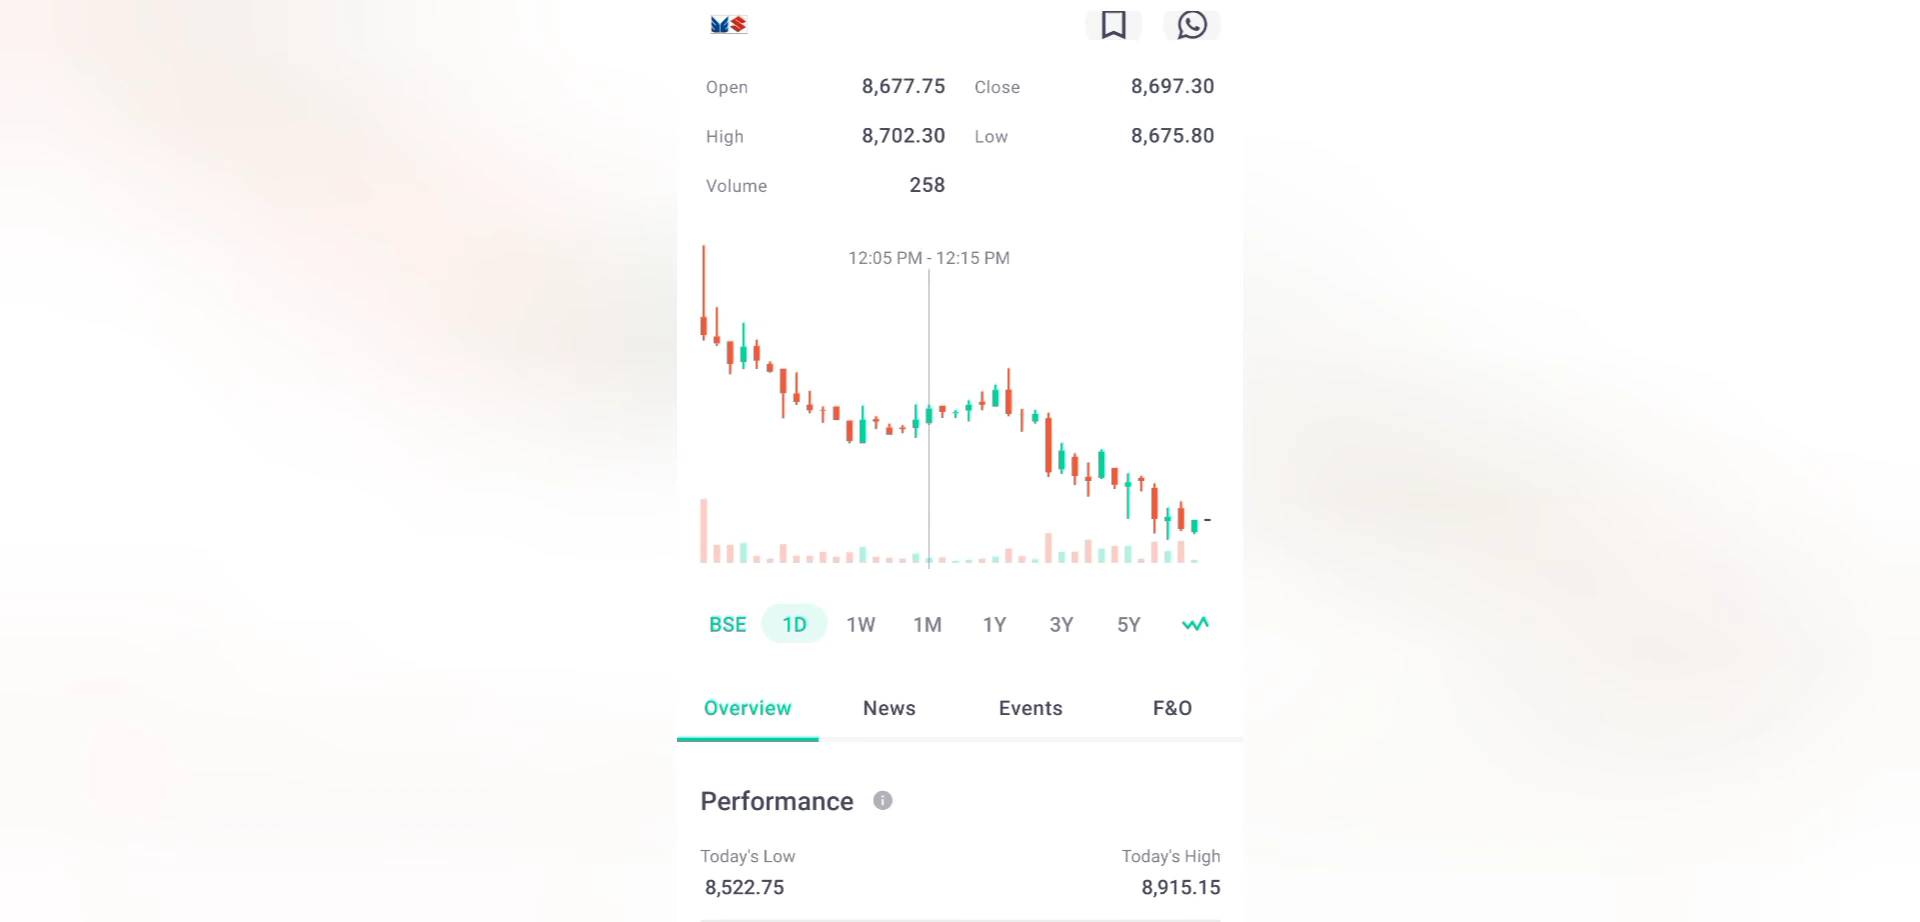 Open 8,677.75 Close 8,697.30
High 8,702.30 Low 8,675.80
Volume 258
12:05 PM - 12:15 PM
BSE 1D 1W 1M 1Y 3Y 5Y
Overview News Events F&O
Performance
Today's Low Today's High
8,522.75 8,915.15